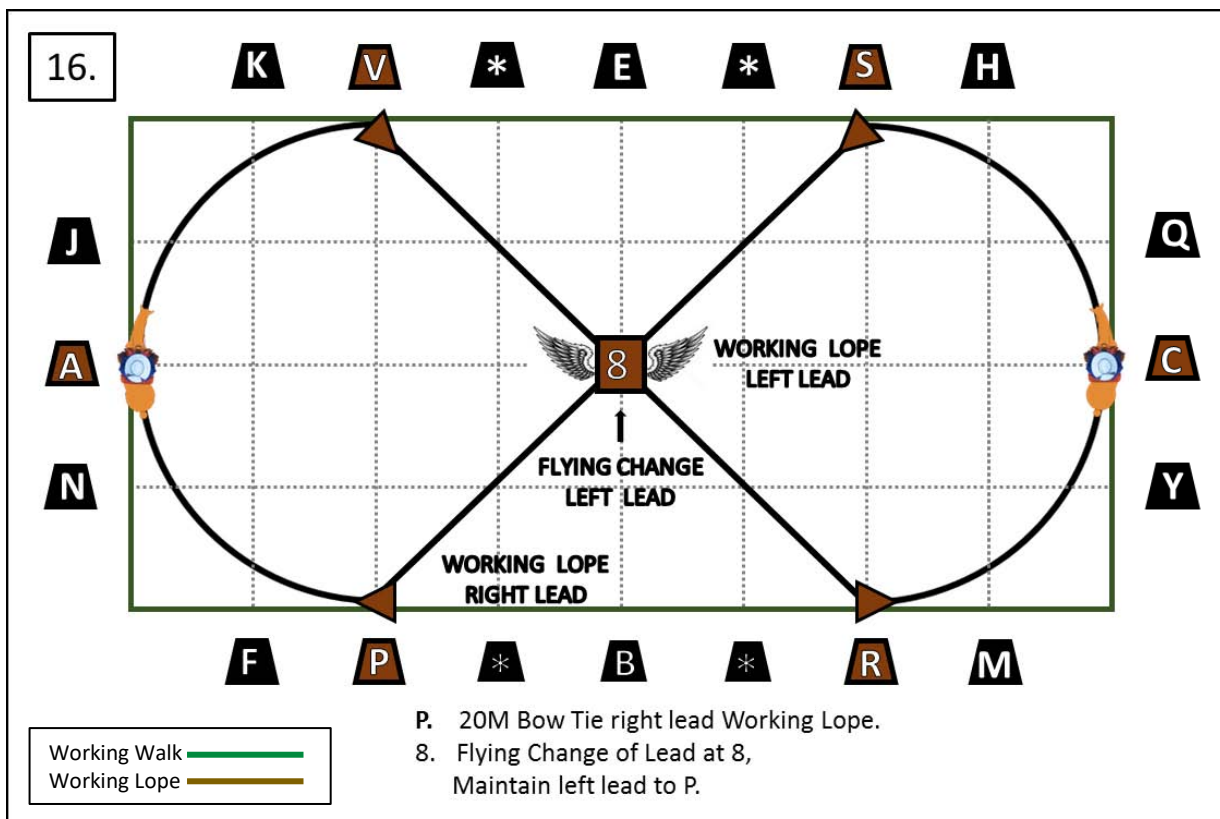 16.
K V * E * S H
J Q
8
WORKING LOPE
LEFT LEAD
A C
FLYING CHANGE
LEFT LEAD
N Y
WORKING LOPE
RIGHT LEAD
F P * B * R M
P. 20M Bow Tie right lead Working Lope.
8. Flying Change of Lead at 8,
Maintain left lead to P.
Working Walk
Working Lope